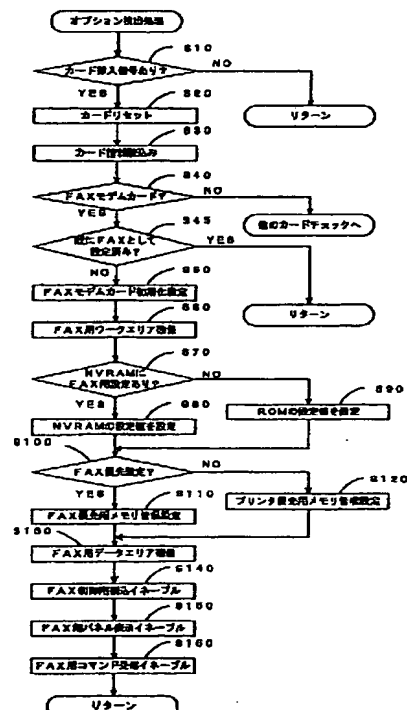 オプション検出処理
S10
カード挿入信号あり?
NO
YES
S20
カードリセット
リターン
S30
カード情報読込み
S40
FAXモデムカード?
NO
YES
S45
他のカードチェックへ
既にFAXとして
設定済み?
YES
NO
S50
FAXモデムカード初期化設定
リターン
S60
FAX用ワークエリア確保
S70
NVRAMに
FAX用設定あり?
NO
S90
YES
S80
ROMの設定値を設定
NVRAMの設定値を設定
S100
FAX優先設定?
NO
S120
YES
S110
プリンタ優先用メモリ管理設定
FAX優先用メモリ管理設定
S130
FAX用データエリア確保
S140
FAX制御用割込イネーブル
S150
FAX用パネル表示イネーブル
S160
FAX用コマンド受信イネーブル
リターン